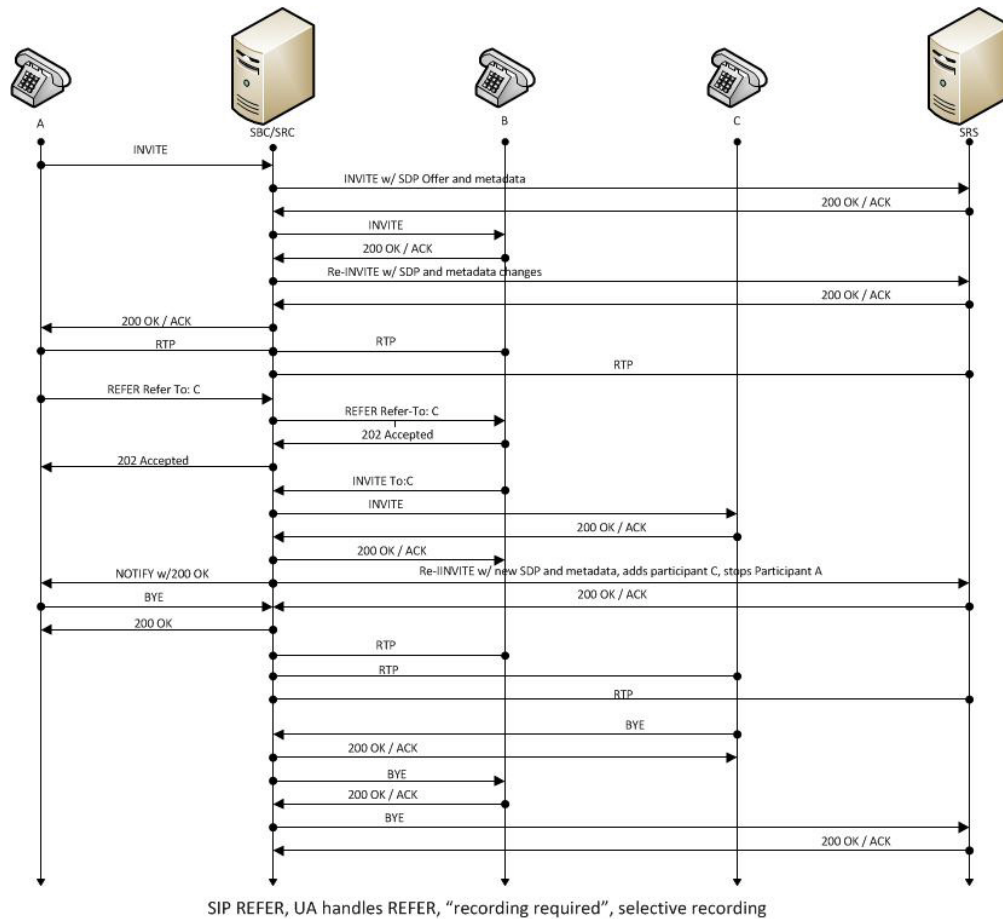 A
SBC/SRC
B
C
SRS
INVITE
INVITE w/ SDP Offer and metadata
200 OK / ACK
INVITE
200 OK / ACK
Re-INVITE w/ SDP and metadata changes
200 OK / ACK
200 OK / ACK
RTP
RTP
RTP
REFER Refer To: C
REFER Refer-To: C
202 Accepted
202 Accepted
INVITE To:C
INVITE
200 OK / ACK
200 OK / ACK
NOTIFY w/200 OK
Re-IINVITE w/ new SDP and metadata, adds participant C, stops Participant A
BYE
200 OK / ACK
200 OK
RTP
RTP
RTP
BYE
200 OK / ACK
BYE
200 OK / ACK
BYE
200 OK / ACK
SIP REFER, UA handles REFER, “recording required”, selective recording